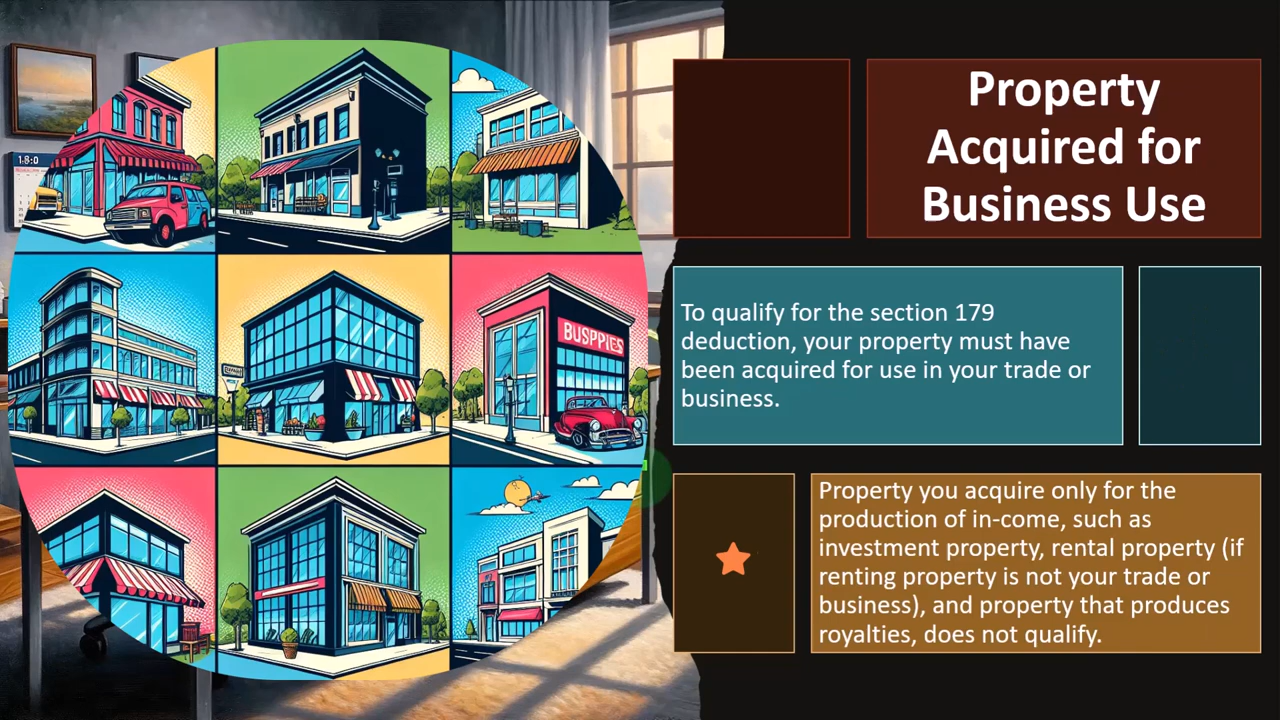 Property
Acquired for
Business Use
To qualify for the section 179
deduction, your property must have
been acquired for use in your trade or
business.
Property you acquire only for the
production of in-come, such as
investment property, rental property (if
renting property is not your trade or
business), and property that produces
royalties, does not qualify.
BUSPPIES
1.8:0